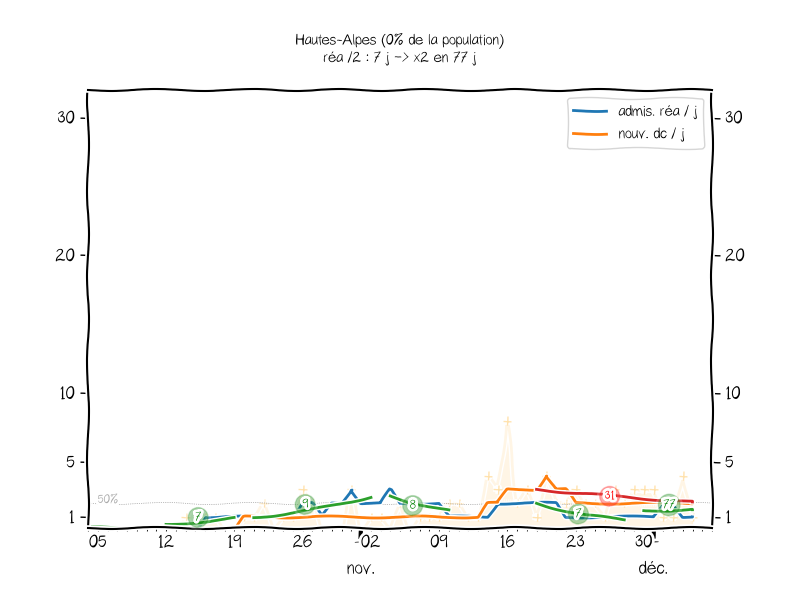 Hautes-Alpes (0% de la population)
réa /2 : 7 j -> x2 en 77 j
admis. réa / j
nouv. dc / j
30 30
20 20
10 10
5 5
50%
1 1
7 9 8 31 7 77
05 12 19 26 02 09 16 23 30
nov. déc.